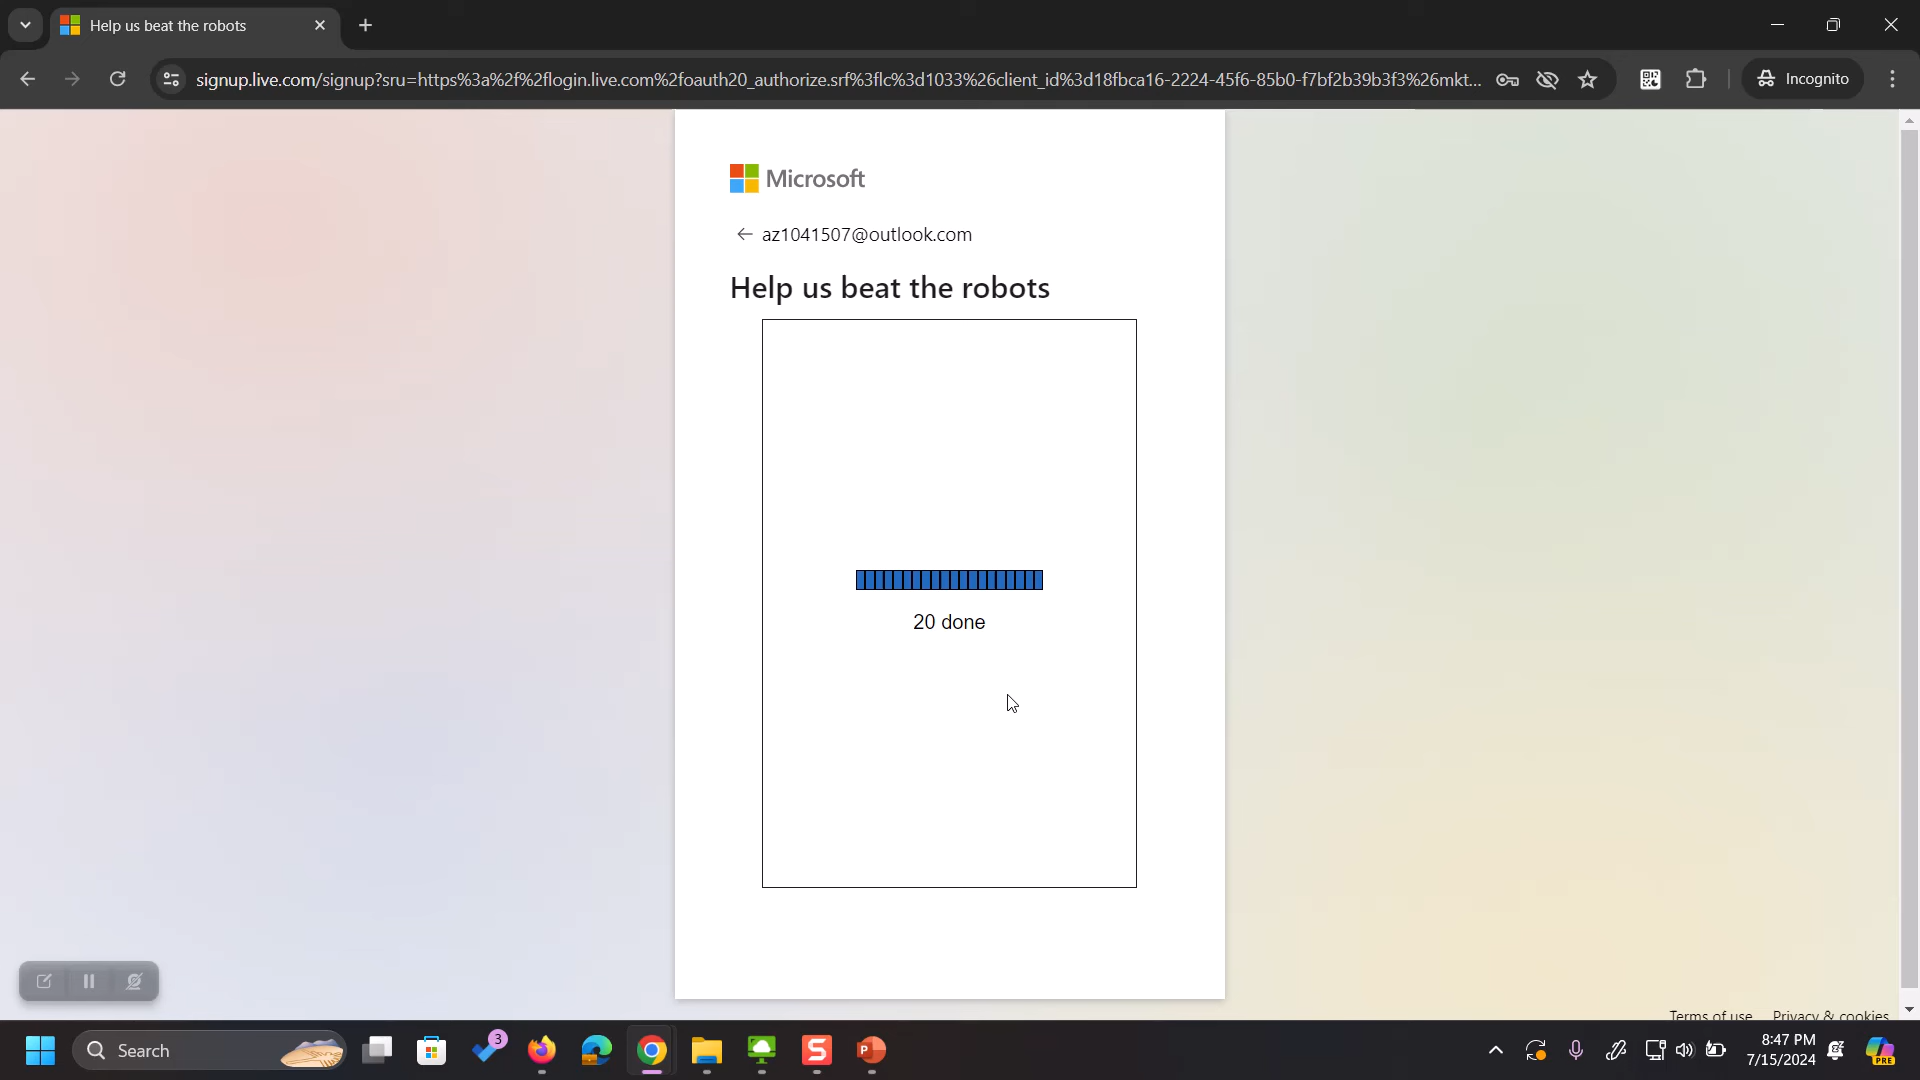 Help us beat the robots
signup.live.com/signup?sru=https%3a%2f%2flogin.live.com%2foauth20_authorize.srf%3flc%3d1033%26client_id%3d18fbca16-2224-45f6-85b0-f7bf2b39b3f3%26mkt...
Incognito
Microsoft
az1041507@outlook.com
Help us beat the robots
20 done
Terms of use Privacy & cookies
Search
3
S
P
8:47 PM
7/15/2024
PRE